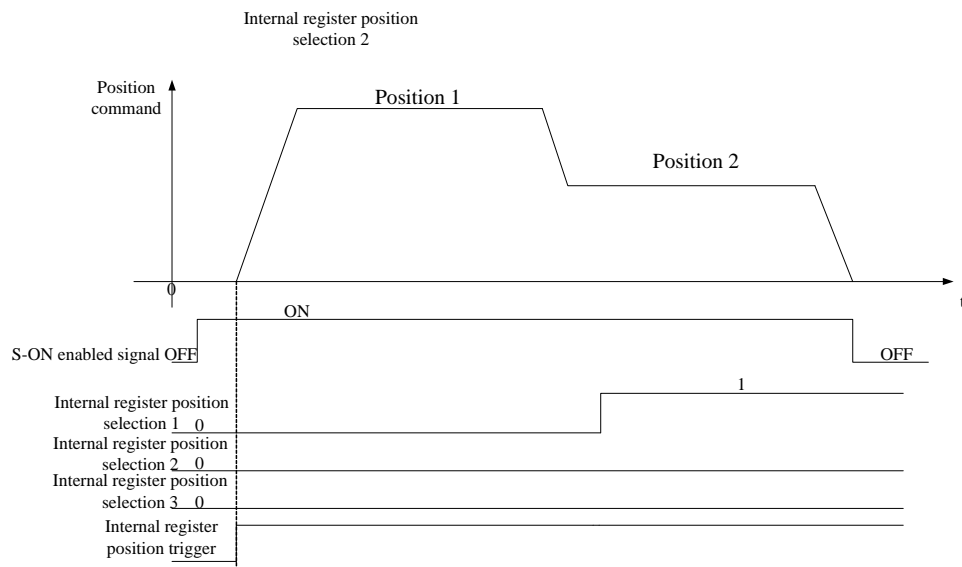 Internal register position
selection 2
Position
command
Position 1
Position 2
0
t
ON
S-ON enabled signal OFF
OFF
1
Internal register position
selection 1 0
Internal register position
selection 2 0
Internal register position
selection 3 0
Internal register
position trigger